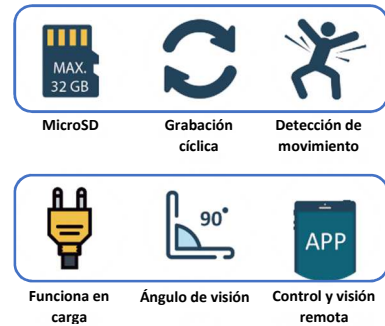 MAX.
32 GB
MicroSD
Grabación
cíclica
Detección de
movimiento
90°
APP
Funciona en
carga
Ángulo de visión
Control y visión
remota